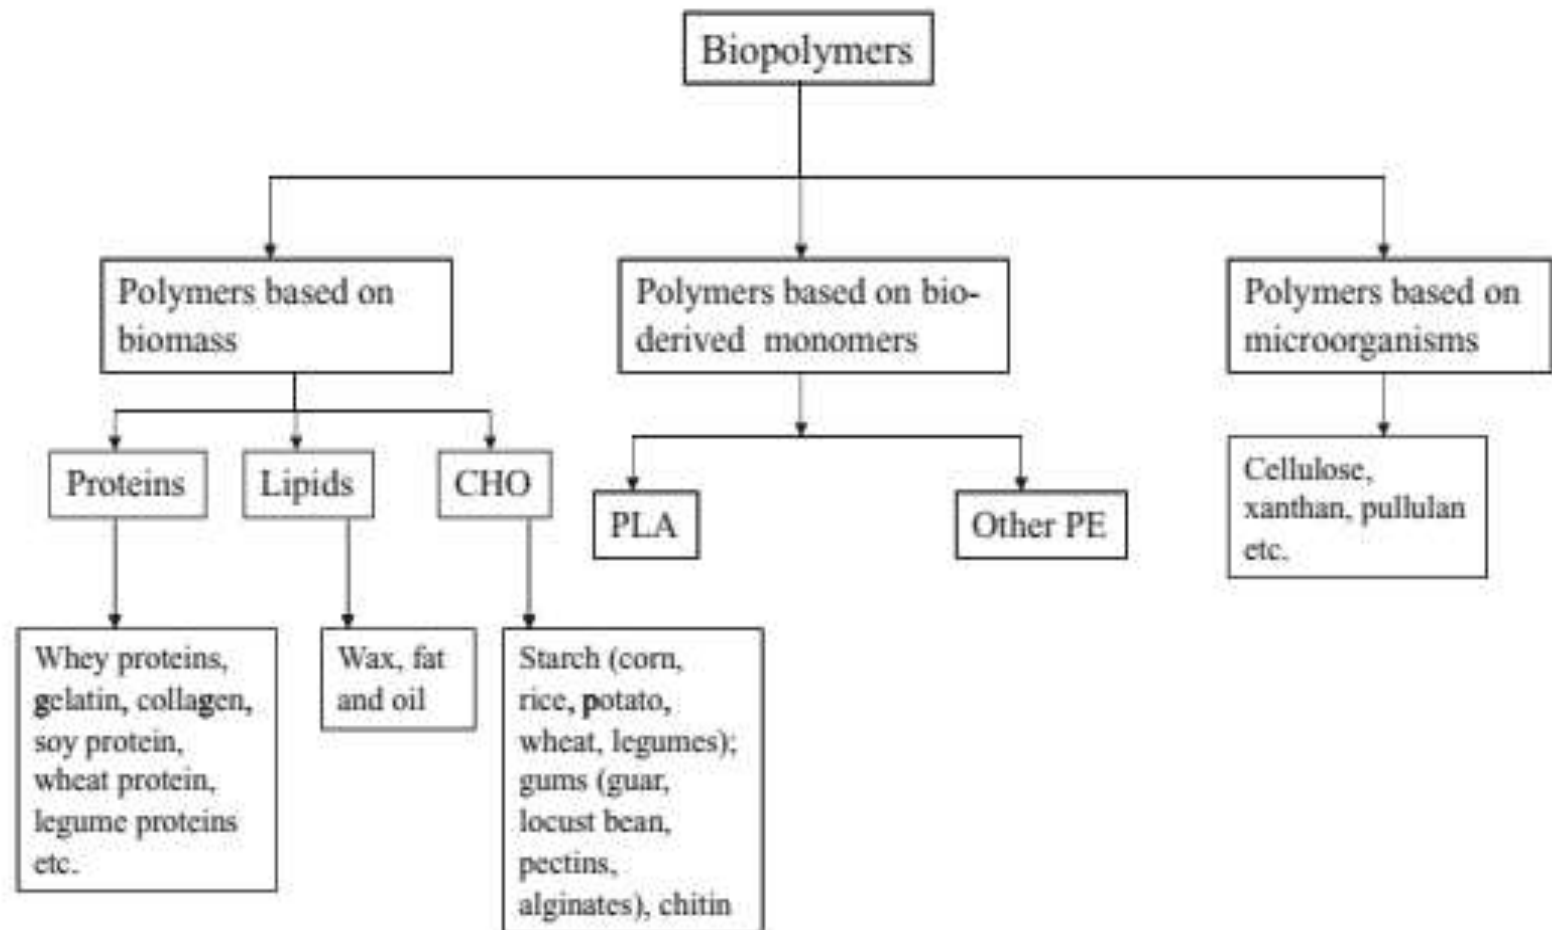 Biopolymers
Polymers based on
biomass
Polymers based on bio-
derived monomers
Polymers based on
microorganisms
Proteins
Lipids
CHO
PLA
Other PE
Cellulose,
xanthan, pullulan
etc.
Whey proteins,
gelatin, collagen,
soy protein,
wheat protein,
legume proteins
etc.
Wax, fat
and oil
Starch (corn,
rice, potato,
wheat, legumes);
gums (guar,
locust bean,
pectins,
alginates), chitin